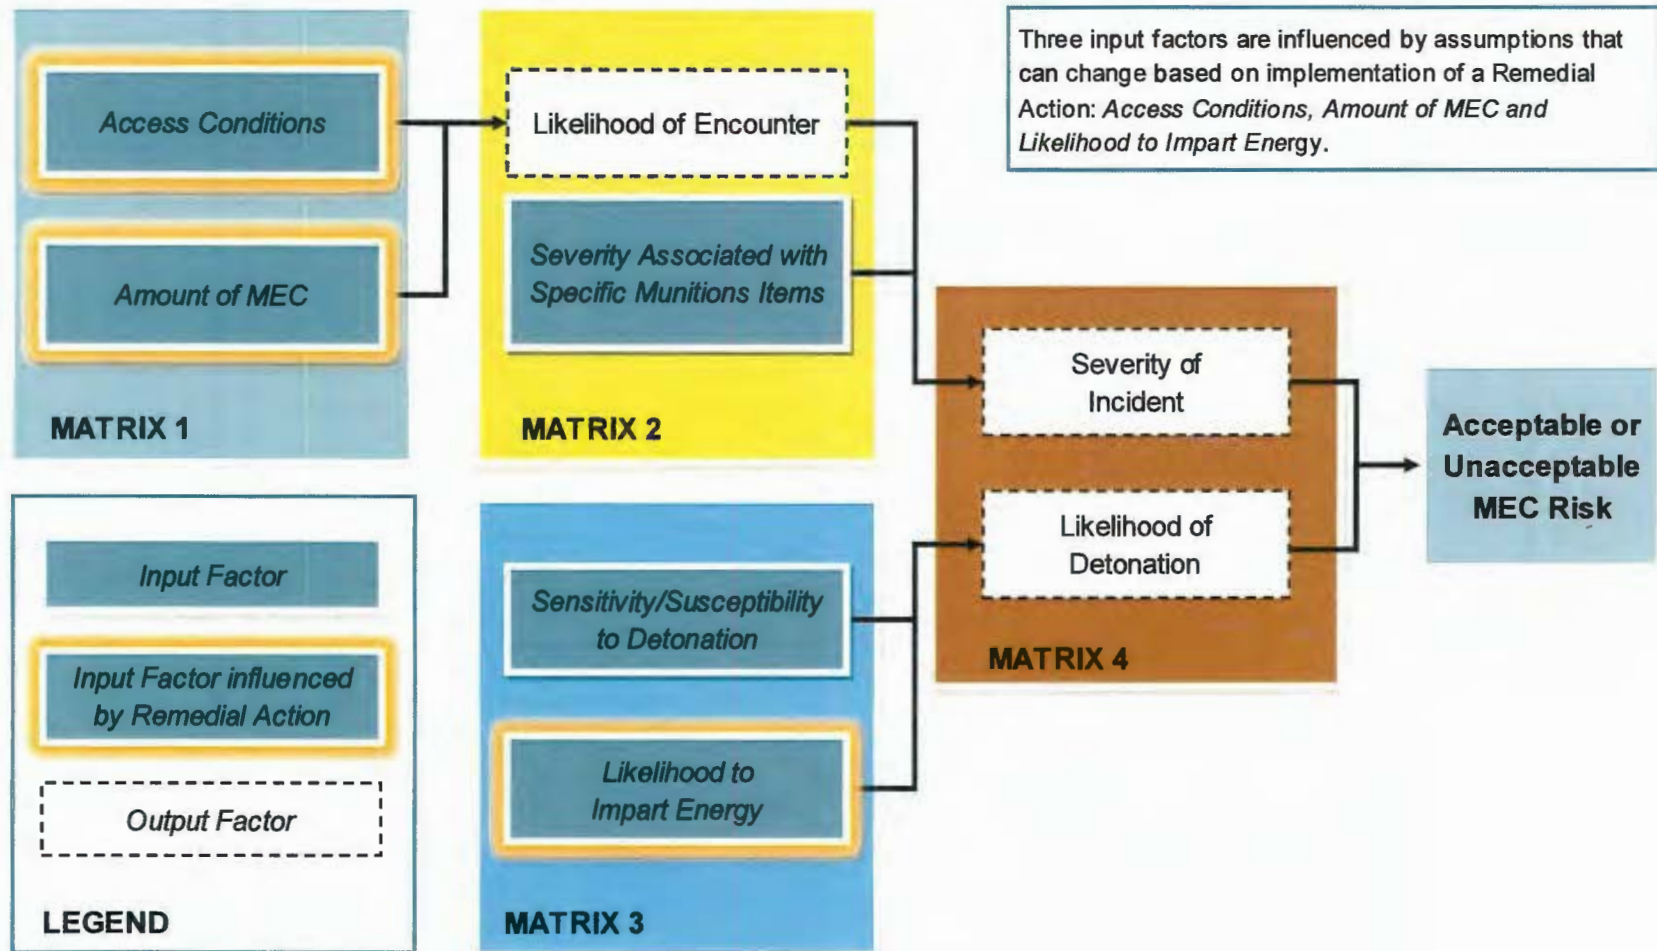 Access Conditions
Amount of MEC
MATRIX 1
Likelihood of Encounter
Severity Associated with
Specific Munitions Items
MATRIX 2
Three input factors are influenced by assumptions that
can change based on implementation of a Remedial
Action: Access Conditions, Amount of MEC and
Likelihood to Impart Energy.
Severity of
Incident
Likelihood of
Detonation
MATRIX 4
Acceptable or
Unacceptable
MEC Risk
Input Factor
Input Factor influenced
by Remedial Action
Output Factor
LEGEND
Sensitivity/Susceptibility
to Detonation
Likelihood to
Impart Energy
MATRIX 3